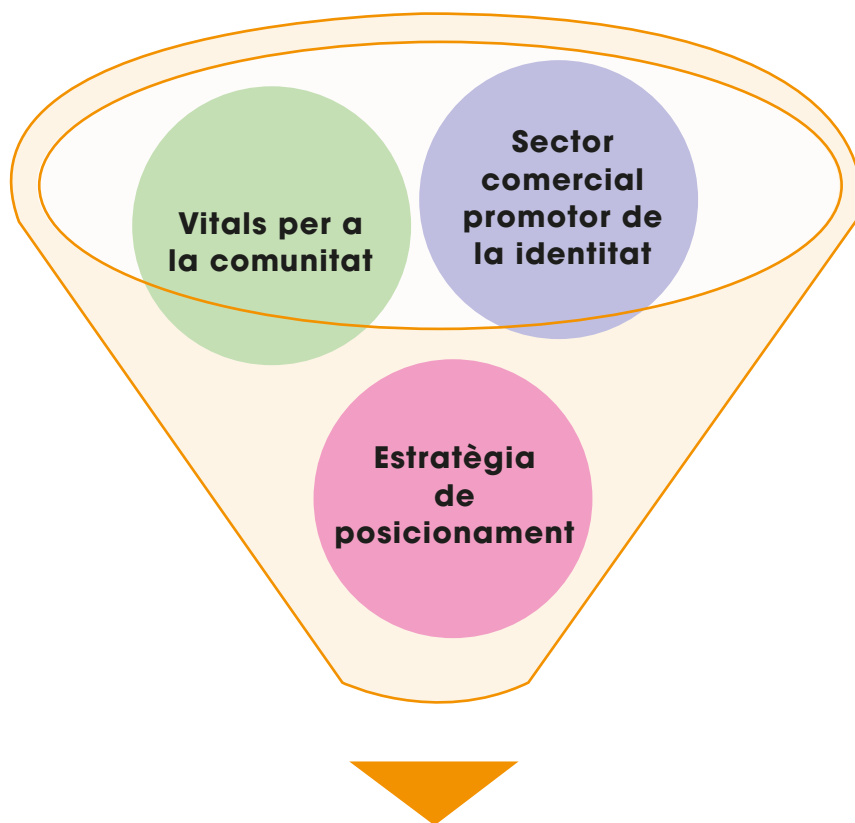 Vitals per a
la comunitat
Sector
comercial
promotor de
la identitat
Estratègia
de
posicionament